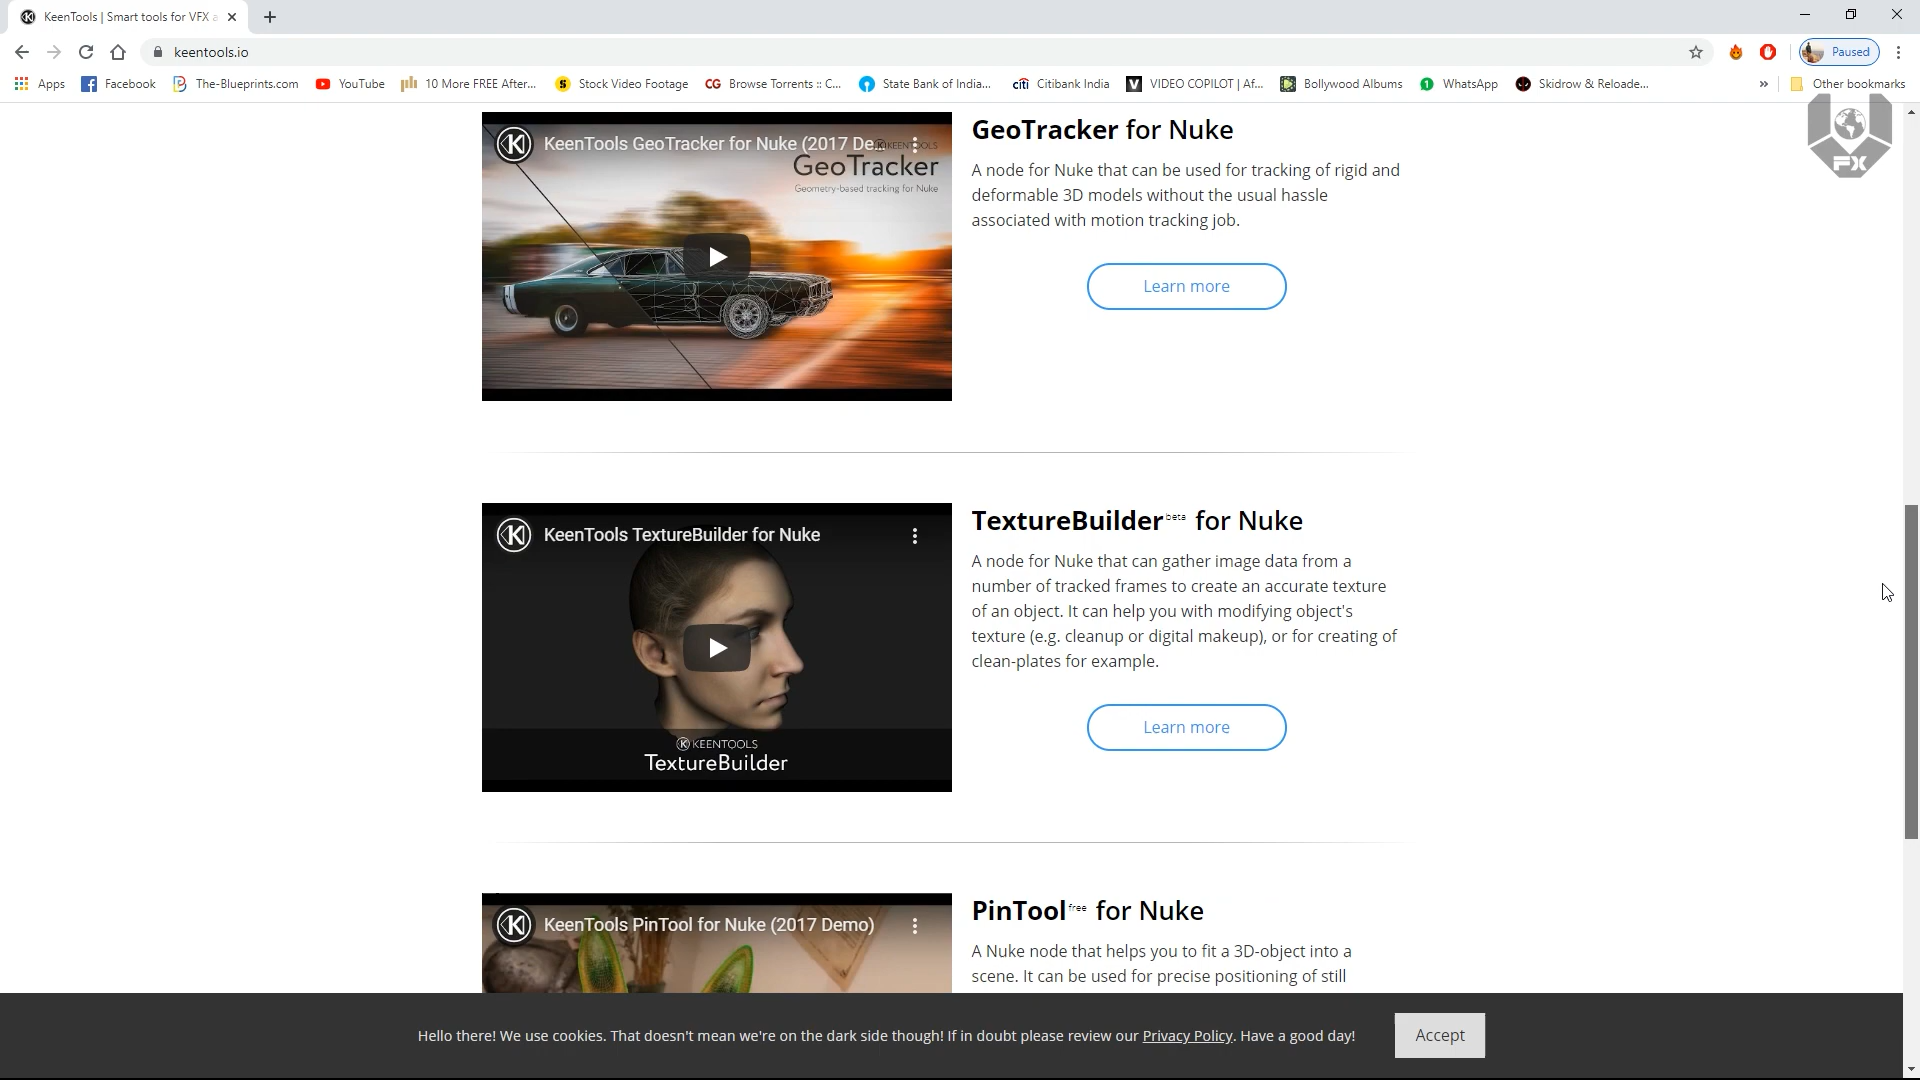 KeenTools | Smart tools for VFX a
keentools.io
Paused
Apps
Facebook
The-Blueprints.com
YouTube
10 More FREE After...
Stock Video Footage
CG Browse Torrents :: C...
State Bank of India...
citi Citibank India
VIDEO COPILOT | Af...
Bollywood Albums
WhatsApp
Skidrow & Reloade...
»
Other bookmarks
FX
KeenTools GeoTracker for Nuke (2017 De...
KEENTOOLS
GeoTracker
Geometry-based tracking for Nuke
GeoTracker for Nuke
A node for Nuke that can be used for tracking of rigid and
deformable 3D models without the usual hassle
associated with motion tracking job.
Learn more
KeenTools TextureBuilder for Nuke
KEENTOOLS
TextureBuilder
TextureBuilder beta for Nuke
A node for Nuke that can gather image data from a
number of tracked frames to create an accurate texture
of an object. It can help you with modifying object's
texture (e.g. cleanup or digital makeup), or for creating of
clean-plates for example.
Learn more
KeenTools PinTool for Nuke (2017 Demo)
PinTool free for Nuke
A Nuke node that helps you to fit a 3D-object into a
scene. It can be used for precise positioning of still
Hello there! We use cookies. That doesn't mean we're on the dark side though! If in doubt please review our Privacy Policy. Have a good day!
Accept